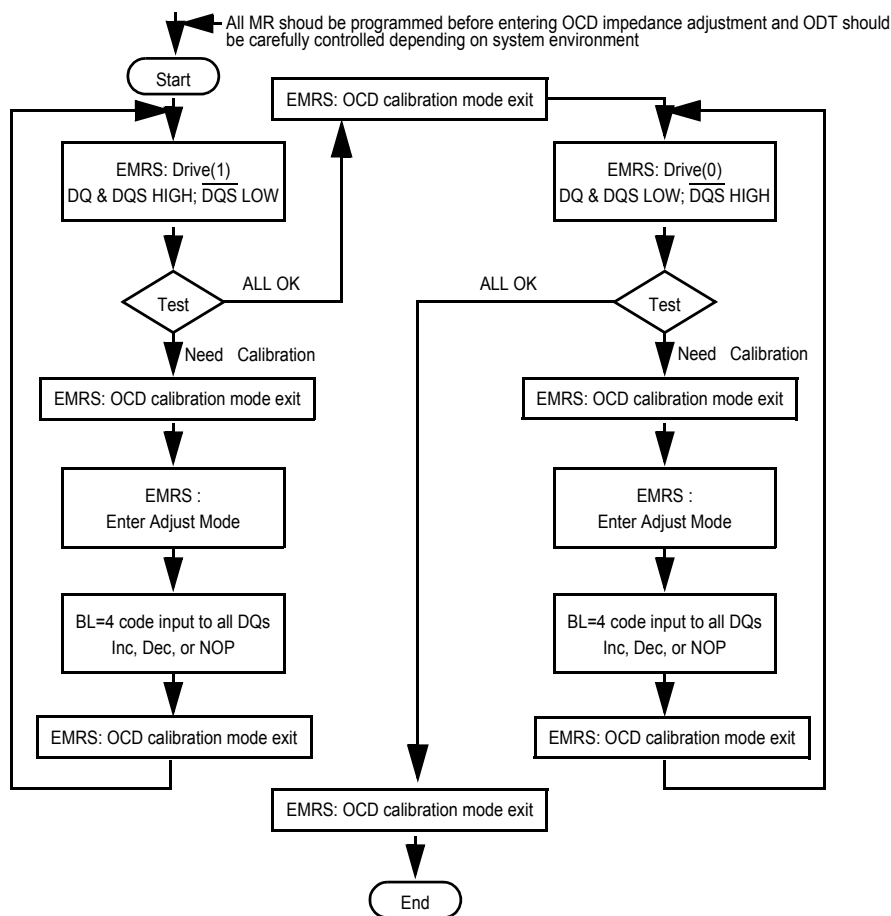 All MR shoud be programmed before entering OCD impedance adjustment and ODT should
be carefully controlled depending on system environment
Start
EMRS: OCD calibration mode exit
EMRS: Drive(1)
DQ & DQS HIGH; D̅Q̅S̅ LOW
EMRS: Drive(0)
DQ & DQS LOW; D̅Q̅S̅ HIGH
Test
ALL OK
ALL OK
Test
Need Calibration
Need Calibration
EMRS: OCD calibration mode exit
EMRS: OCD calibration mode exit
EMRS :
Enter Adjust Mode
EMRS :
Enter Adjust Mode
BL=4 code input to all DQs
Inc, Dec, or NOP
BL=4 code input to all DQs
Inc, Dec, or NOP
EMRS: OCD calibration mode exit
EMRS: OCD calibration mode exit
EMRS: OCD calibration mode exit
End